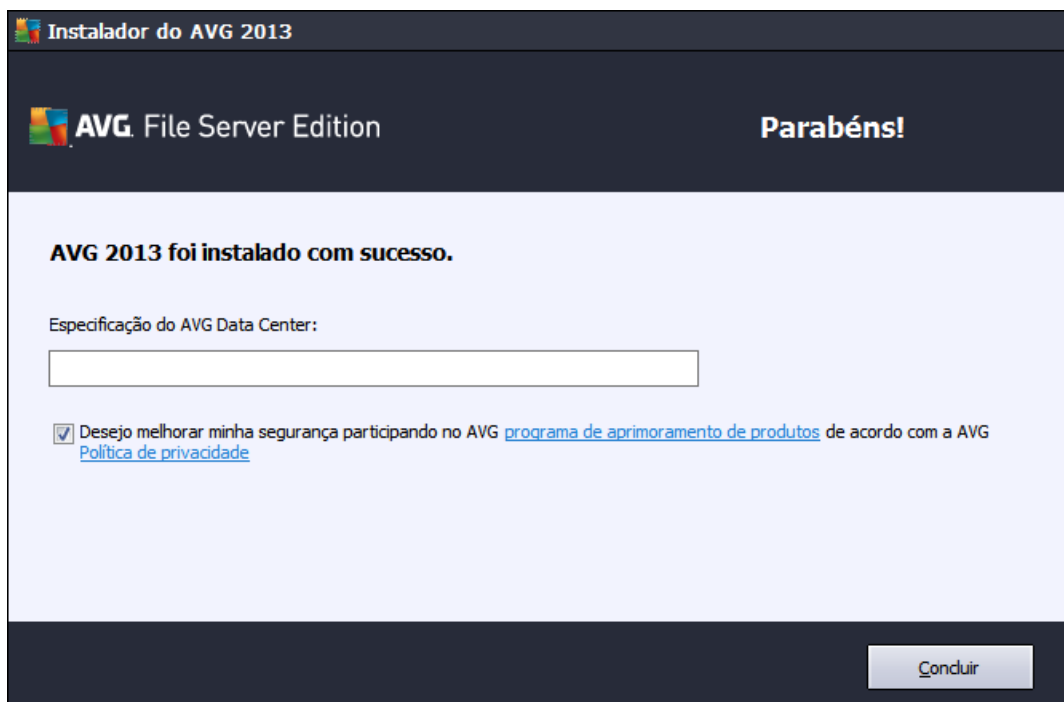 Instalador do AVG 2013
AVG. File Server Edition
Parabéns!
AVG 2013 foi instalado com sucesso.
Especificação do AVG Data Center:
Desejo melhorar minha segurança participando no AVG programa de aprimoramento de produtos de acordo com a AVG
Política de privacidade
Concluir